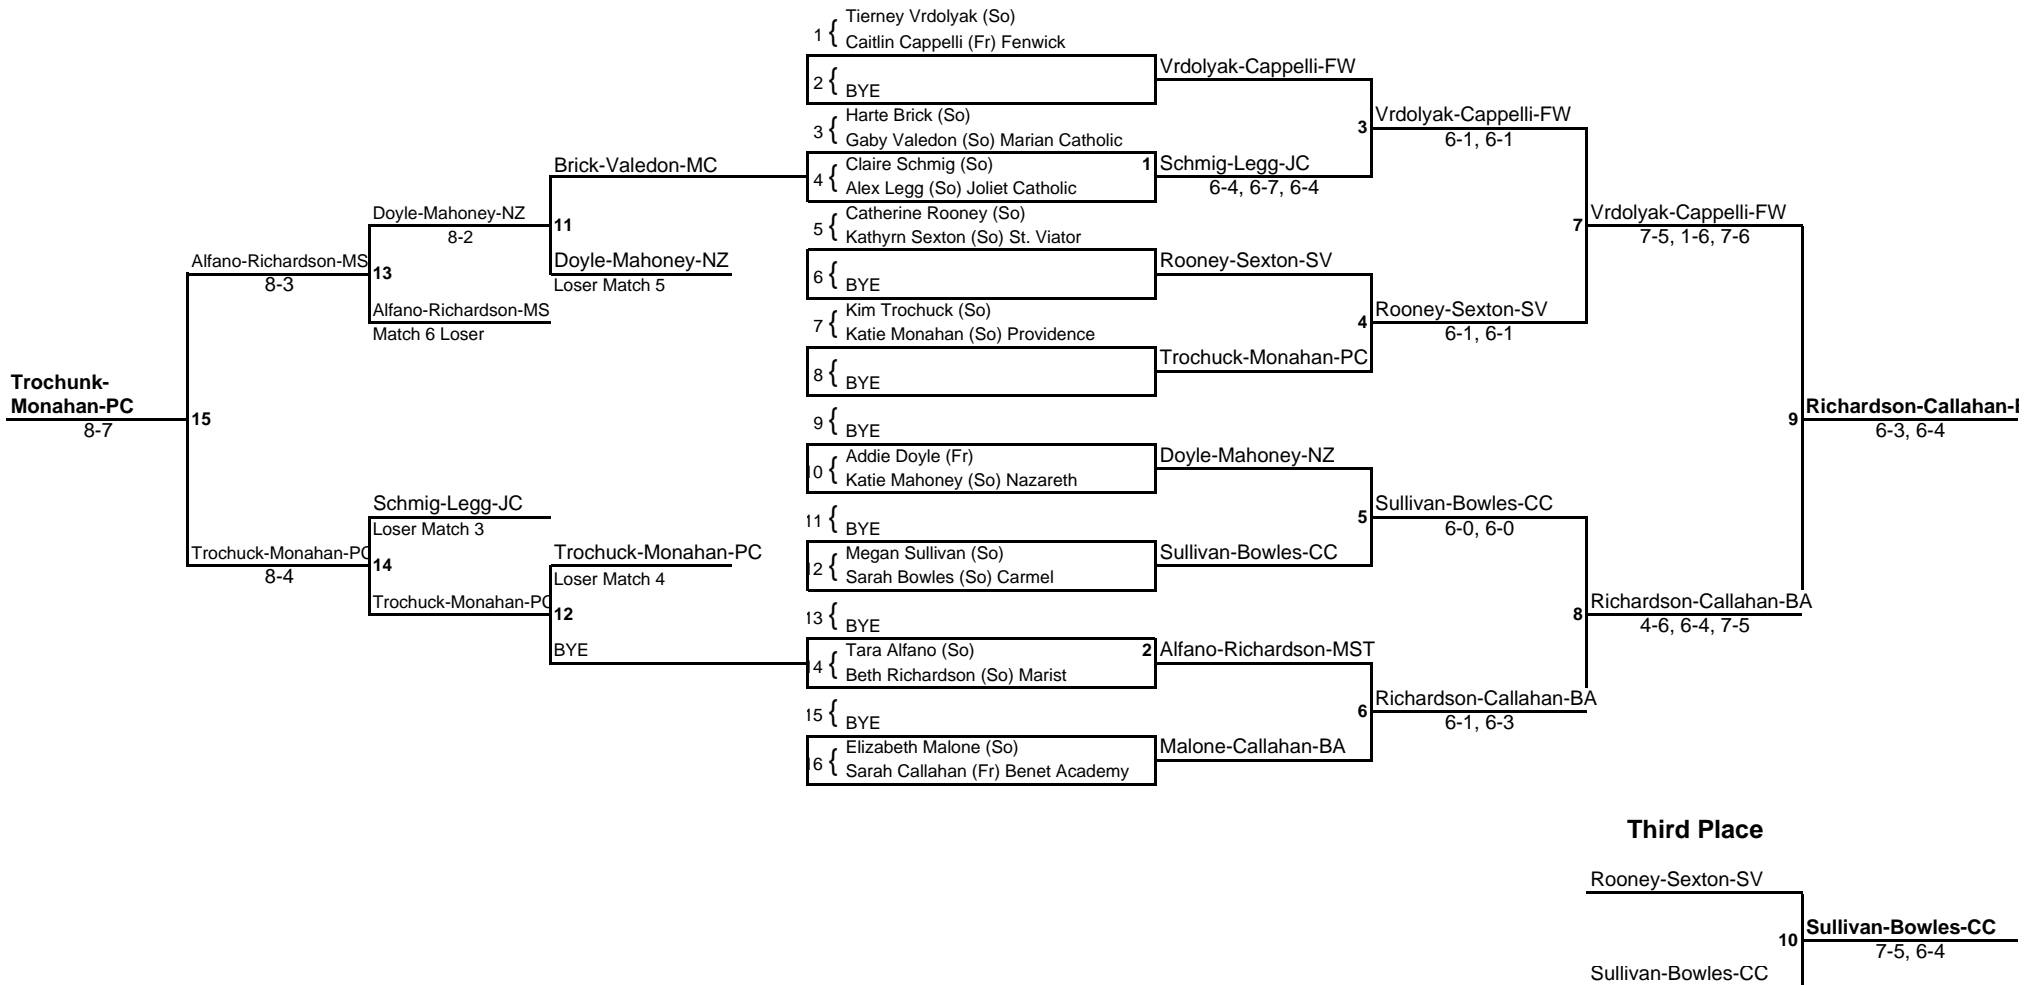 Tierney Vrdolyak (So)
1 {
Caitlin Cappelli (Fr) Fenwick
Vrdolyak-Cappelli-FW
2 { BYE
Harte Brick (So)
3 {
Gaby Valedon (So) Marian Catholic
3
Vrdolyak-Cappelli-FW
6-1, 6-1
Brick-Valedon-MC
Claire Schmig (So)
4 {
Alex Legg (So) Joliet Catholic
1
Schmig-Legg-JC
6-4, 6-7, 6-4
Doyle-Mahoney-NZ
8-2
11
Catherine Rooney (So)
5 {
Kathyrn Sexton (So) St. Viator
7
Vrdolyak-Cappelli-FW
7-5, 1-6, 7-6
Alfano-Richardson-MS
8-3
13
Doyle-Mahoney-NZ
Loser Match 5
6 { BYE
Rooney-Sexton-SV
Alfano-Richardson-MS
Match 6 Loser
Kim Trochuck (So)
7 {
Katie Monahan (So) Providence
4
Rooney-Sexton-SV
6-1, 6-1
Trochuck-Monahan-PC
8 { BYE
Trochunk-
Monahan-PC
8-7
15
9 { BYE
9
Richardson-Callahan-
6-3, 6-4
Addie Doyle (Fr)
10 {
Katie Mahoney (So) Nazareth
Doyle-Mahoney-NZ
Schmig-Legg-JC
Loser Match 3
11 { BYE
5
Sullivan-Bowles-CC
6-0, 6-0
Trochuck-Monahan-PC
8-4
14
Trochuck-Monahan-PC
Loser Match 4
Megan Sullivan (So)
12 {
Sarah Bowles (So) Carmel
Sullivan-Bowles-CC
Trochuck-Monahan-PC
12
13 { BYE
8
Richardson-Callahan-BA
4-6, 6-4, 7-5
BYE
Tara Alfano (So)
14 {
Beth Richardson (So) Marist
2
Alfano-Richardson-MST
15 { BYE
6
Richardson-Callahan-BA
6-1, 6-3
Elizabeth Malone (So)
16 {
Sarah Callahan (Fr) Benet Academy
Malone-Callahan-BA
Third Place
Rooney-Sexton-SV
10
Sullivan-Bowles-CC
7-5, 6-4
Sullivan-Bowles-CC